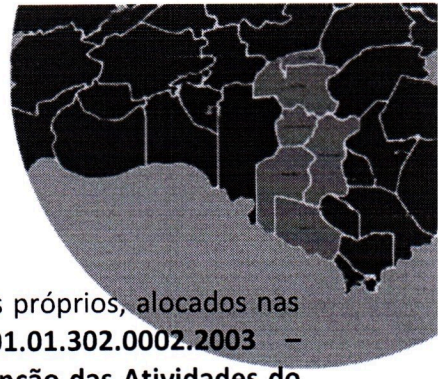 s próprios, alocados nas
01.01.302.0002.2003 –
nção das Atividades do